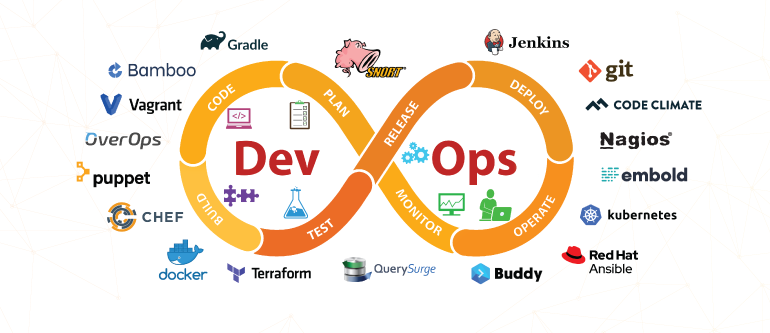 Gradle
SNORT
Jenkins
Bamboo
git
Vagrant
CODE CLIMATE
OverOps
Nagios®
puppet
embold
CHEF
kubernetes
docker
Terraform
QuerySurge
Buddy
Red Hat
Ansible
CODE
PLAN
RELEASE
DEPLOY
Dev
Ops
BUILD
TEST
MONITOR
OPERATE